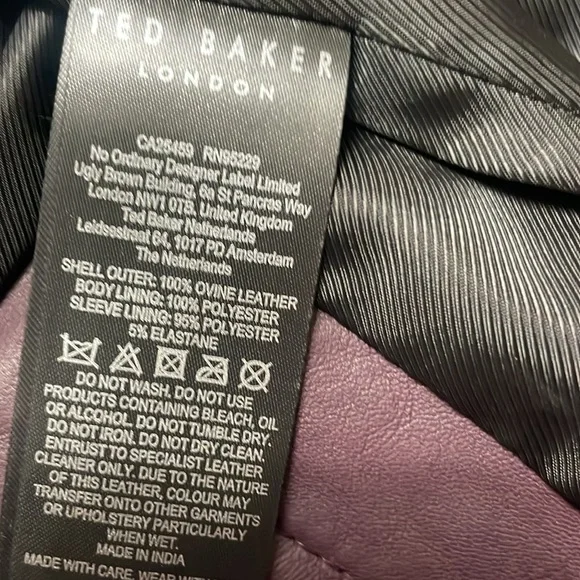 TED BAKER
LONDON
CA25459 RN95229
No Ordinary Designer Label Limited
Ugly Brown Building, 6a St Pancras Way
London NW1 0TB, United Kingdom
Ted Baker Netherlands
Leidsestraat 64, 1017 PD Amsterdam
The Netherlands
SHELL OUTER: 100% OVINE LEATHER
BODY LINING: 100% POLYESTER
SLEEVE LINING: 95% POLYESTER
5% ELASTANE
DO NOT WASH. DO NOT USE
PRODUCTS CONTAINING BLEACH, OIL
OR ALCOHOL. DO NOT TUMBLE DRY.
DO NOT IRON. DO NOT DRY CLEAN.
ENTRUST TO SPECIALIST LEATHER
CLEANER ONLY. DUE TO THE NATURE
OF THIS LEATHER, COLOUR MAY
TRANSFER ONTO OTHER GARMENTS
OR UPHOLSTERY PARTICULARLY
WHEN WET.
MADE IN INDIA
MADE WITH CARE, WEAR WITH